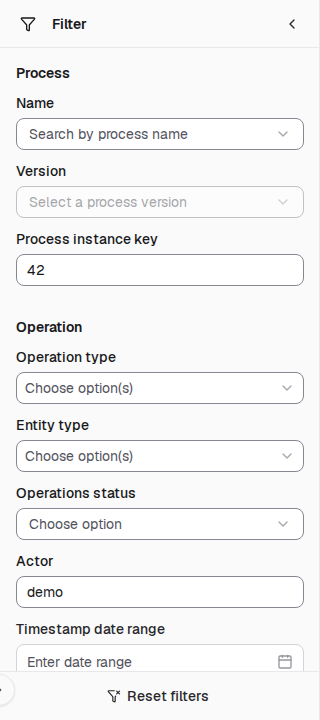 Filter
Process
Name
Search by process name
Version
Select a process version
Process instance key
42
Operation
Operation type
Choose option(s)
Entity type
Choose option(s)
Operations status
Choose option
Actor
demo
Timestamp date range
Enter date range
Reset filters